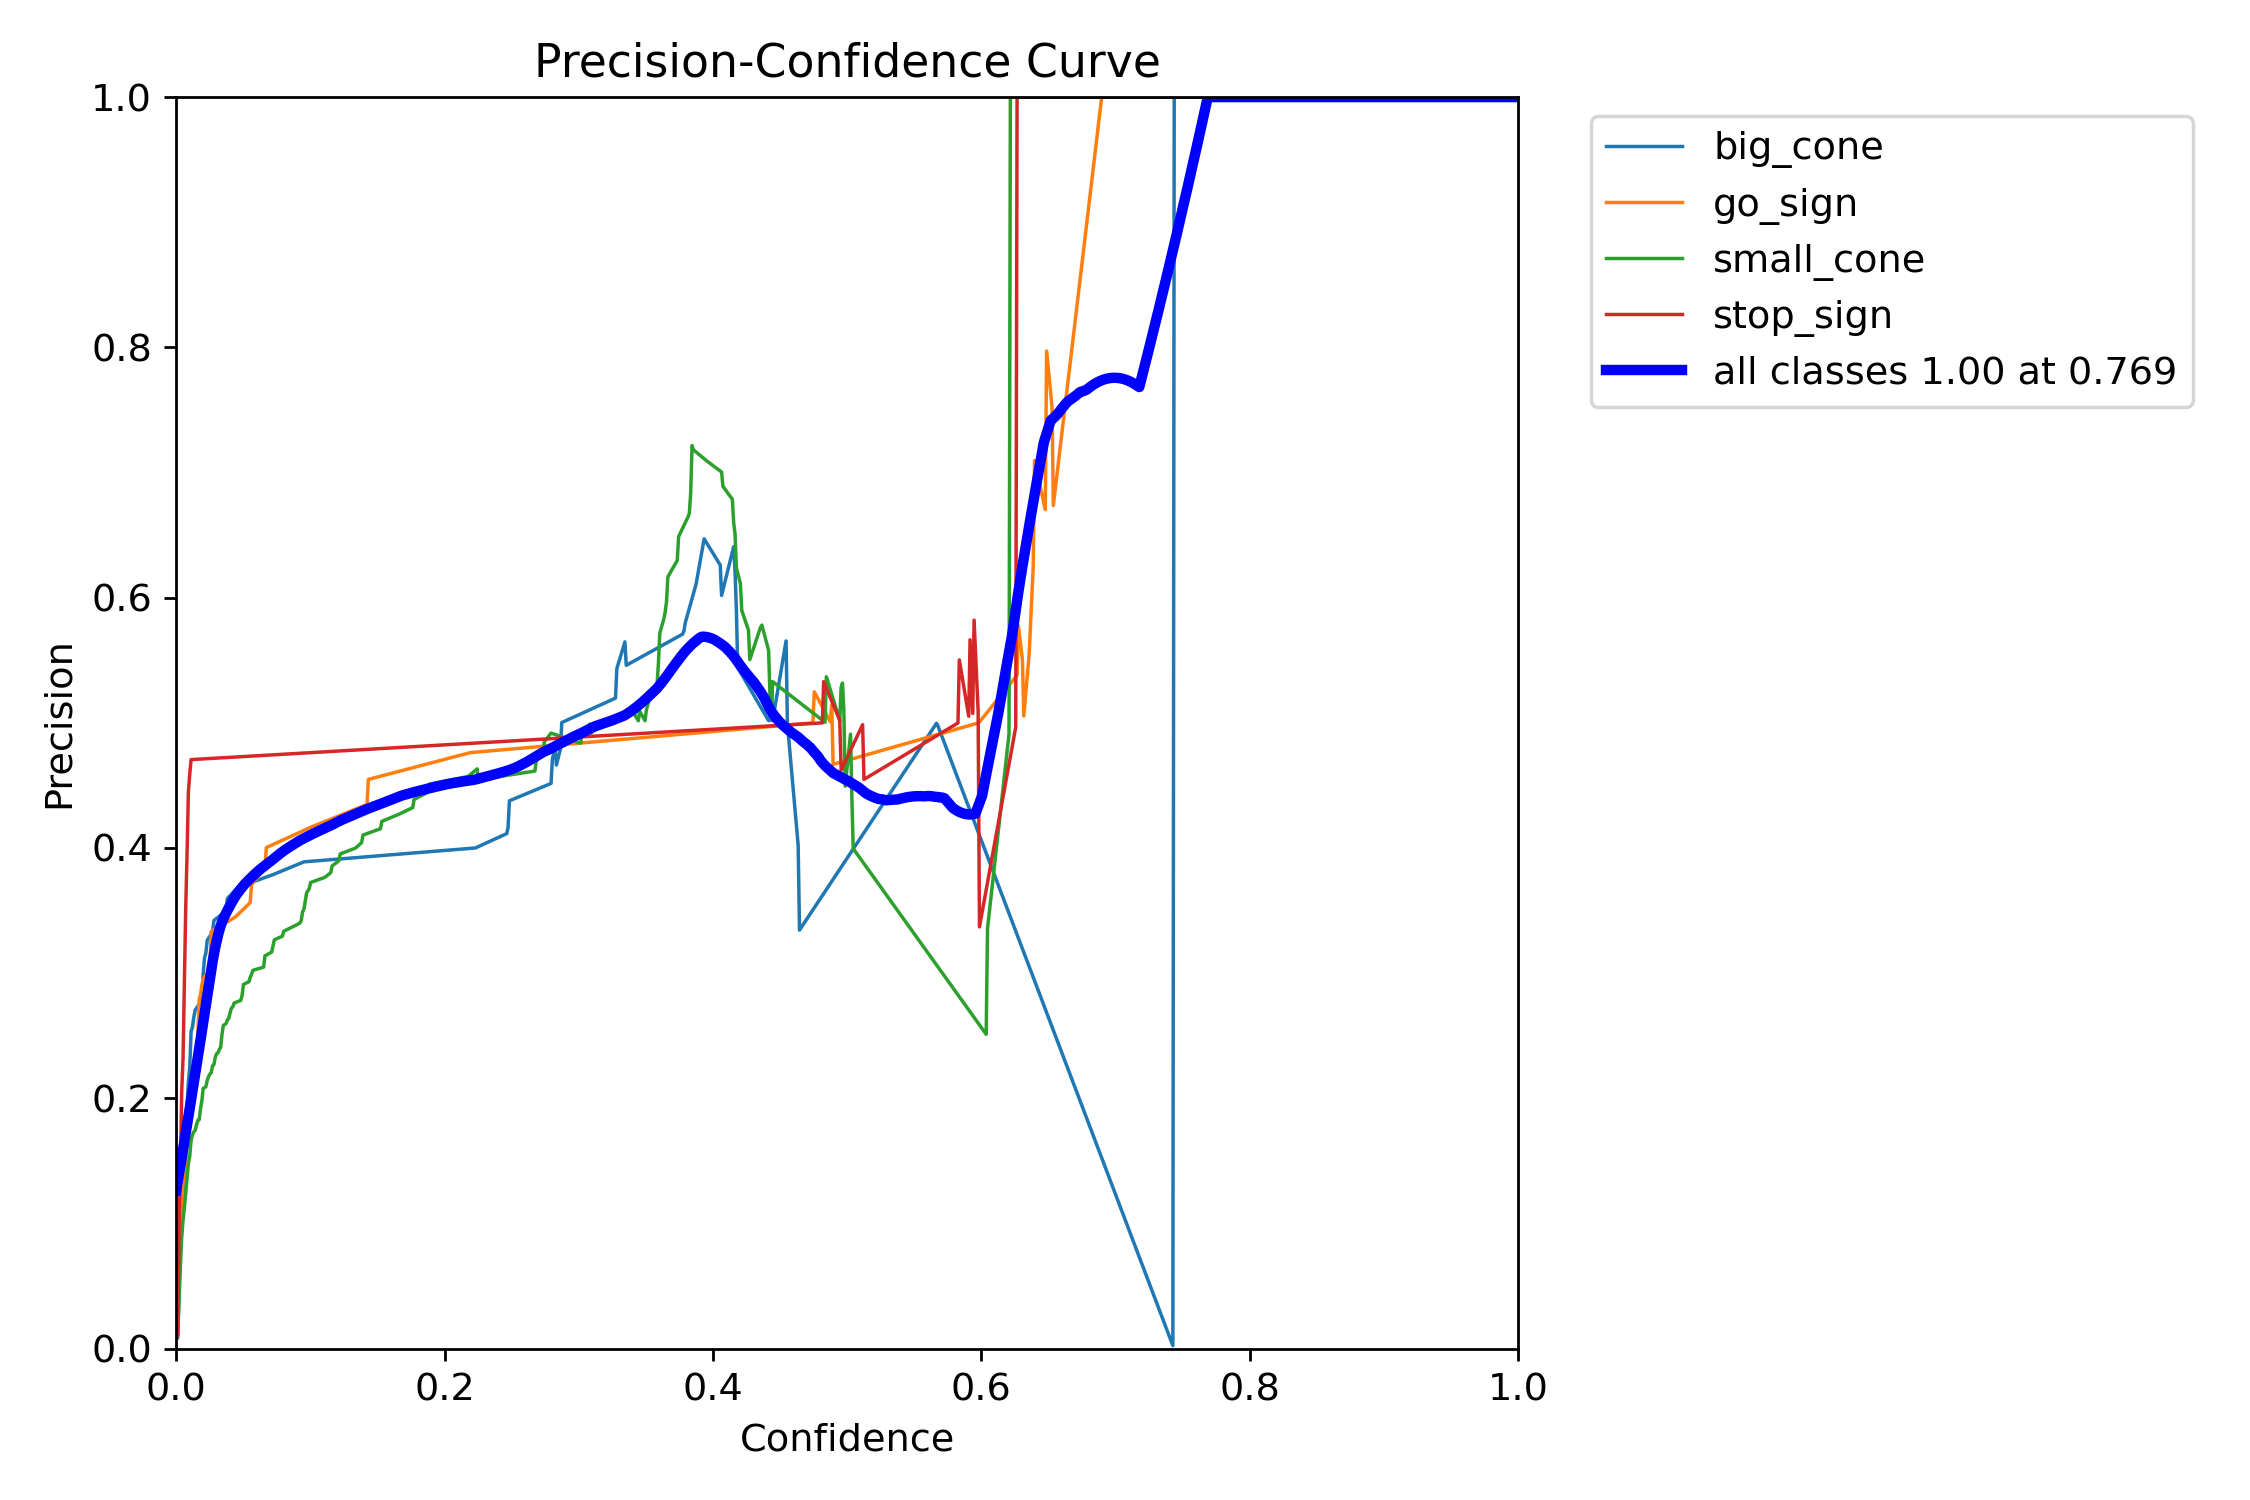 Precision-Confidence Curve
1.0
0.8
0.6
0.4
0.2
0.0
Precision
0.0 0.2 0.4 0.6 0.8 1.0
Confidence
big_cone
go_sign
small_cone
stop_sign
all classes 1.00 at 0.769